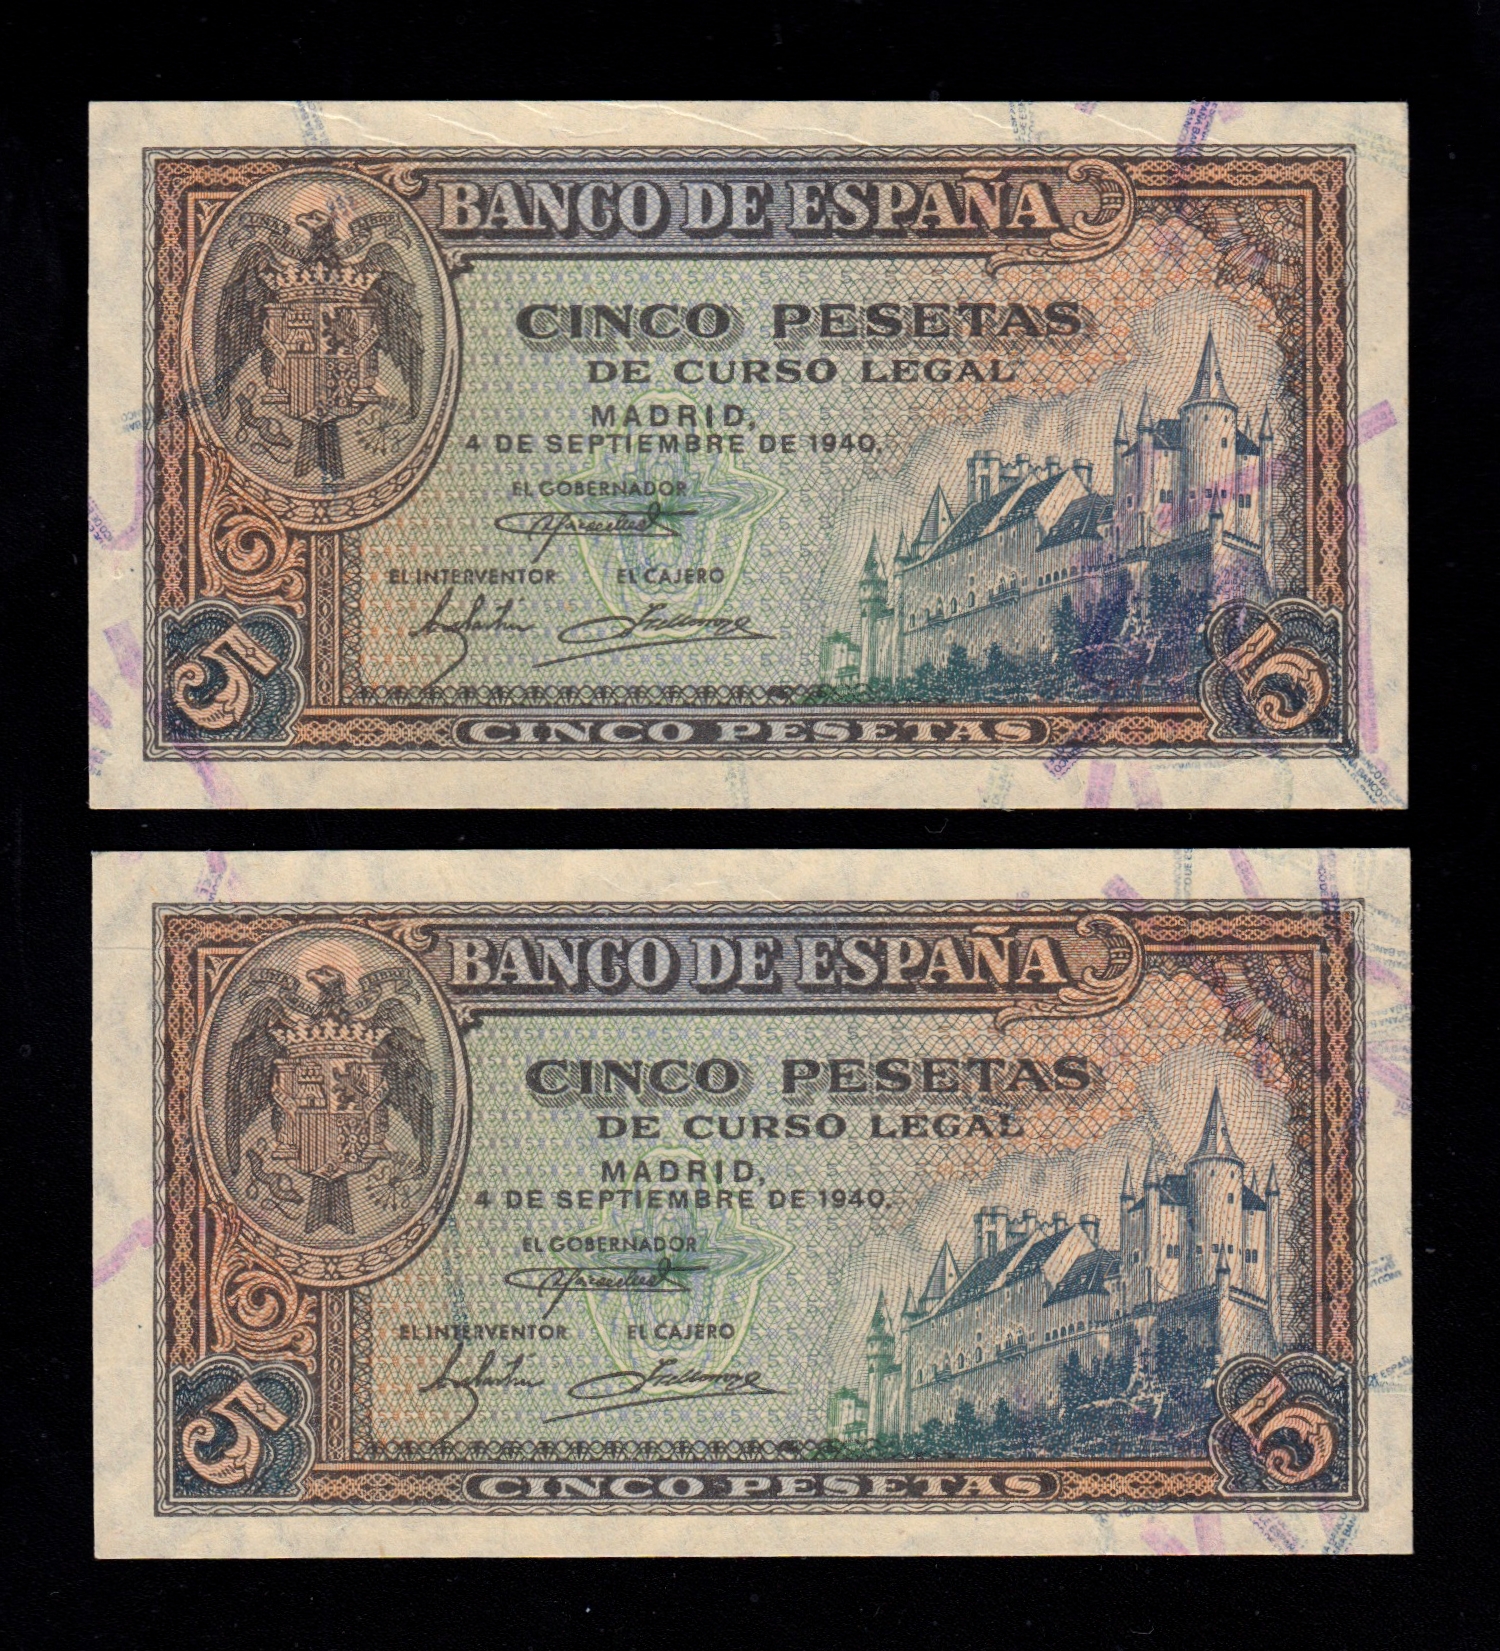 BANCO DE ESPAÑA
CINCO PESETAS
DE CURSO LEGAL
MADRID,
4 DE SEPTIEMBRE DE 1940.
EL GOBERNADOR
EL INTERVENTOR EL CAJERO
5 5
CINCO PESETAS
BANCO DE ESPAÑA
CINCO PESETAS
DE CURSO LEGAL
MADRID,
4 DE SEPTIEMBRE DE 1940.
EL GOBERNADOR
EL INTERVENTOR EL CAJERO
5 5
CINCO PESETAS